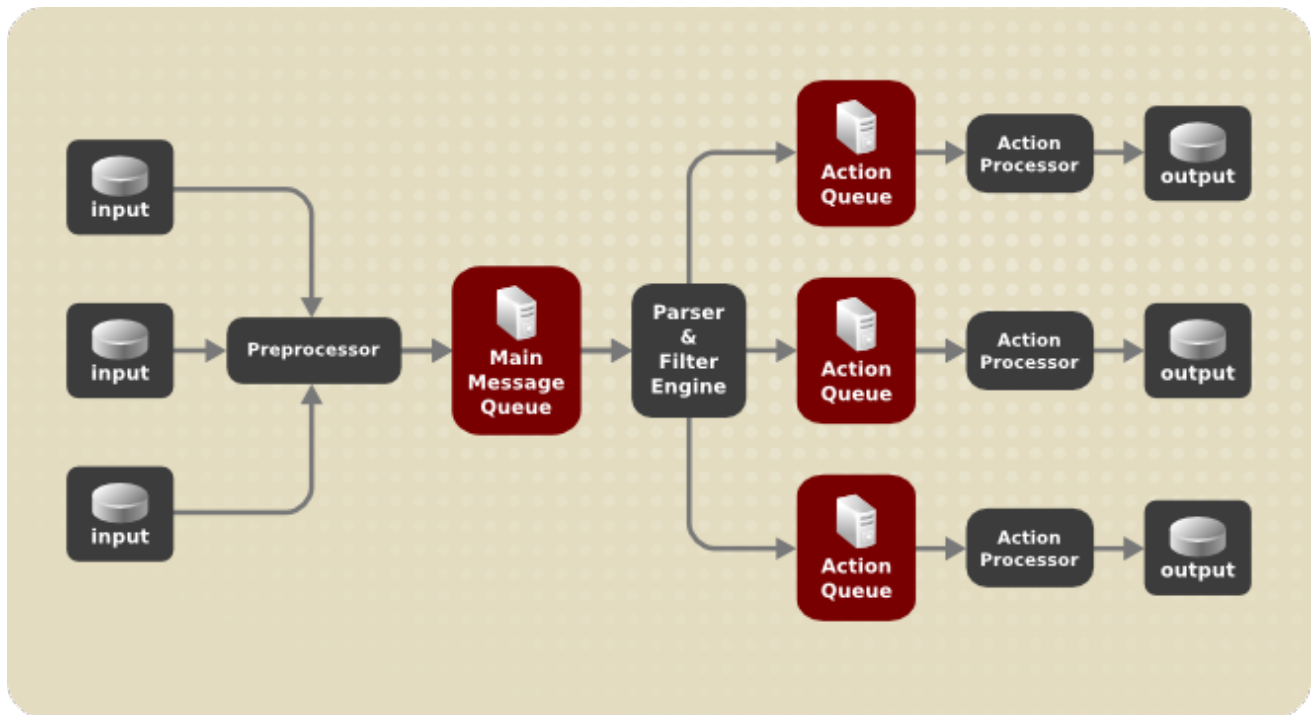 input
input
input
Preprocessor
Main
Message
Queue
Parser
&
Filter
Engine
Action
Queue
Action
Processor
output
Action
Queue
Action
Processor
output
Action
Queue
Action
Processor
output